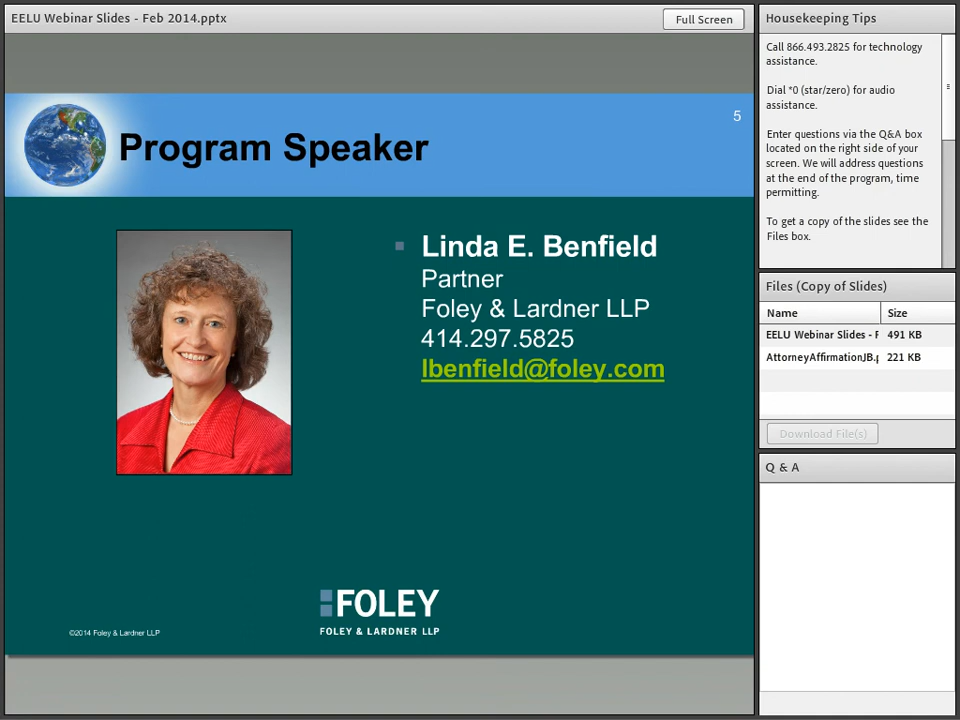 EELU Webinar Slides - Feb 2014.pptx
Full Screen
5
Program Speaker
Linda E. Benfield
Partner
Foley & Lardner LLP
414.297.5825
lbenfield@foley.com
FOLEY
FOLEY & LARDNER LLP
©2014 Foley & Lardner LLP
Housekeeping Tips
Call 866.493.2825 for technology
assistance.
Dial *0 (star/zero) for audio
assistance.
Enter questions via the Q&A box
located on the right side of your
screen. We will address questions
at the end of the program, time
permitting.
To get a copy of the slides see the
Files box.
Files (Copy of Slides)
Name Size
EELU Webinar Slides - F 491 KB
AttorneyAffirmationJB.p 221 KB
Download File(s)
Q & A